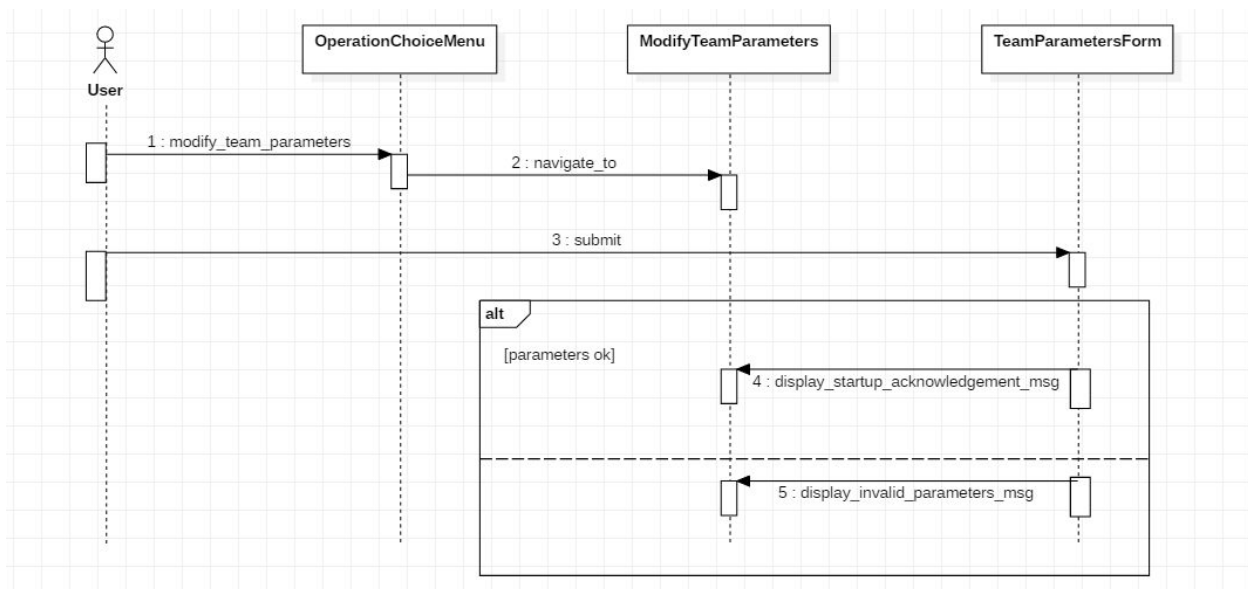 OperationChoiceMenu
ModifyTeamParameters
TeamParametersForm
User
1 : modify_team_parameters
2 : navigate_to
3 : submit
alt
[parameters ok]
4 : display_startup_acknowledgement_msg
5 : display_invalid_parameters_msg